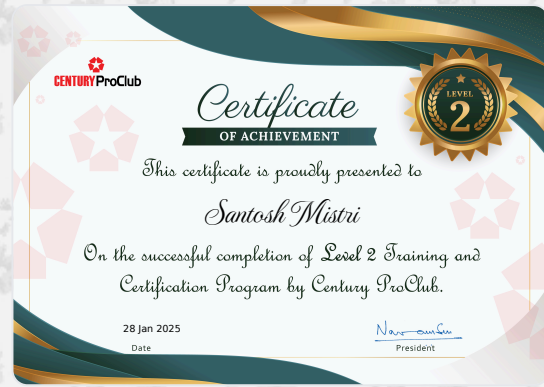 CENTURY ProClub
LEVEL
2
Certificate
OF ACHIEVEMENT
This certificate is proudly presented to
Santosh Mistri
On the successful completion of Level 2 Training and
Certification Program by Century ProClub.
28 Jan 2025
Date
President